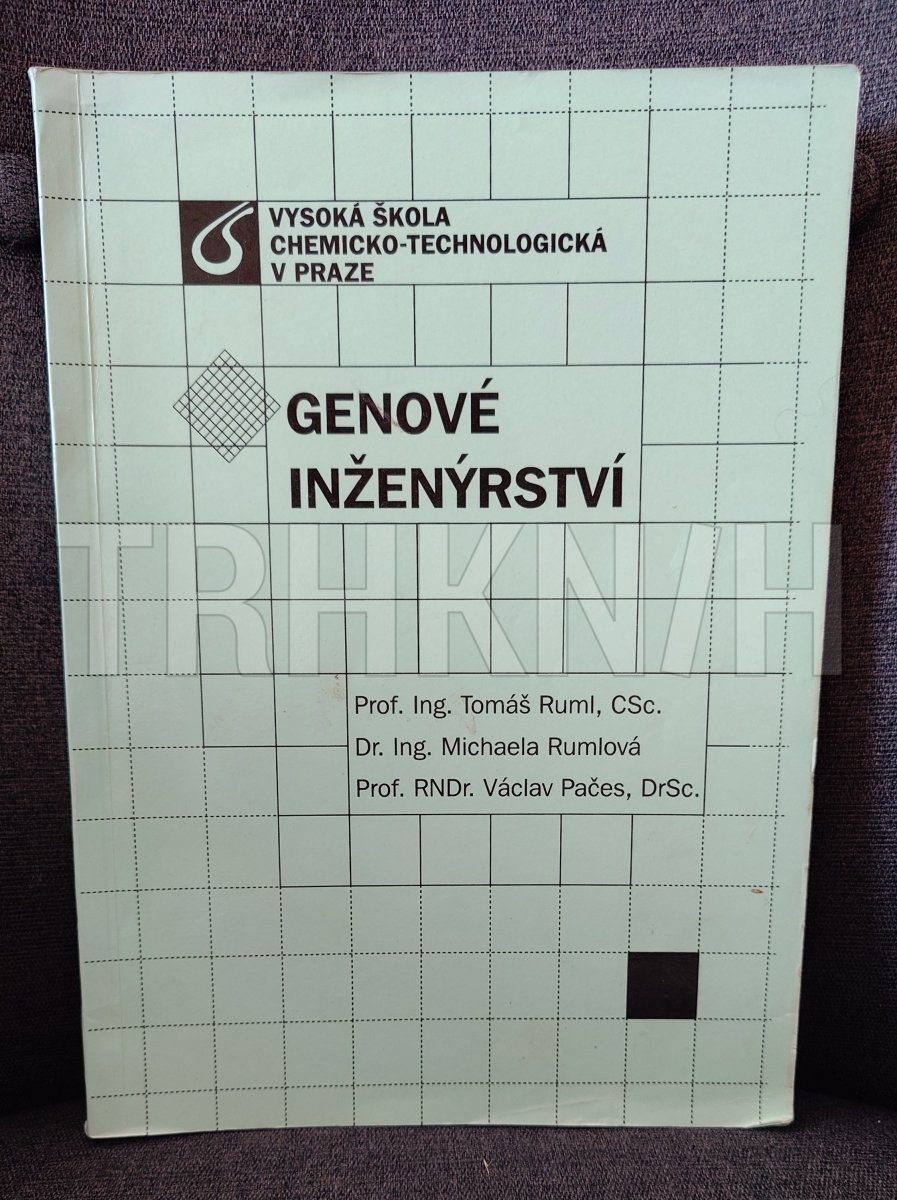 VYSOKÁ ŠKOLA
CHEMICKO-TECHNOLOGICKÁ
V PRAZE
GENOVÉ
INŽENÝRSTVÍ
TRHKNIH
Prof. Ing. Tomáš Ruml, CSc.
Dr. Ing. Michaela Rumlová
Prof. RNDr. Václav Pačes, DrSc.